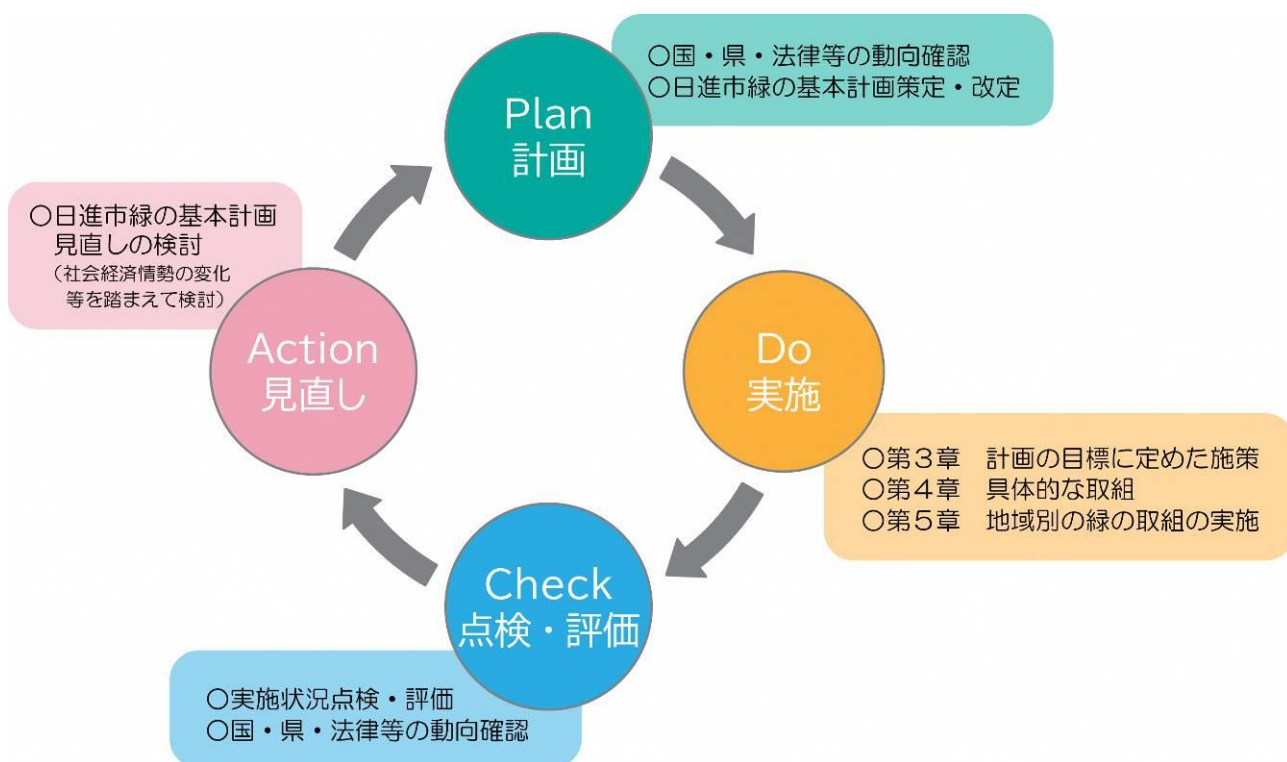 Plan
計画
○国・県・法律等の動向確認
○日進市緑の基本計画策定・改定
Do
実施
○第３章　計画の目標に定めた施策
○第４章　具体的な取組
○第５章　地域別の緑の取組の実施
Check
点検・評価
○実施状況点検・評価
○国・県・法律等の動向確認
Action
見直し
○日進市緑の基本計画
見直しの検討
（社会経済情勢の変化
等を踏まえて検討）